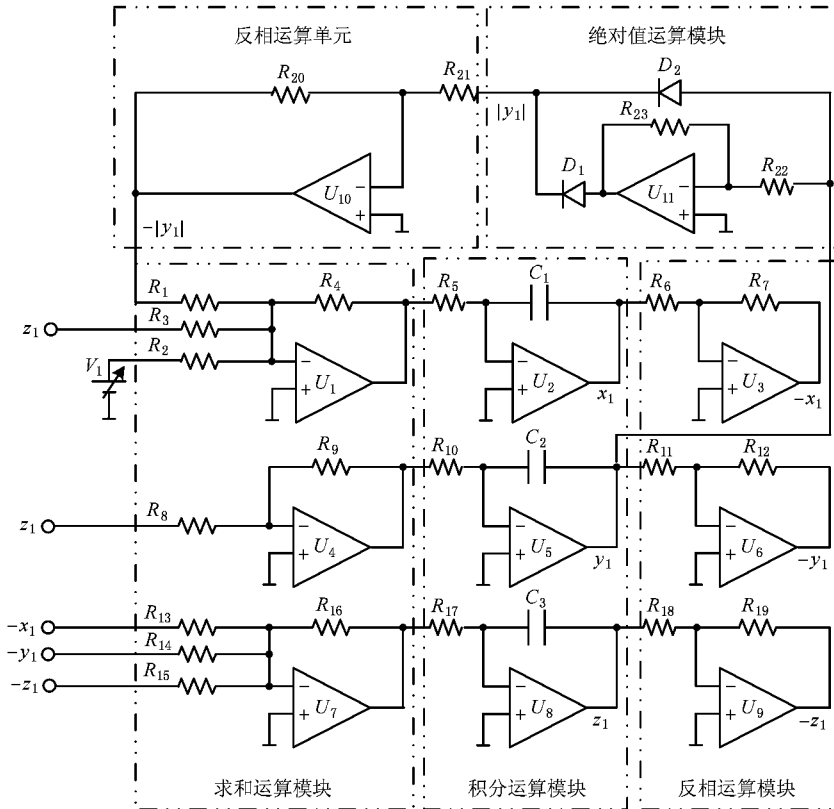 反相运算单元
绝对值运算模块
R20
R21
|y1|
D2
R23
D1
R22
U10
−
+
U11
−
+
−|y1|
R1
R4
R5
C1
R6
R7
z1
R3
R2
V1
−
+
U1
−
+
U2
x1
−
+
U3
−x1
R9
R10
C2
R11
R12
z1
R8
−
+
U4
−
+
U5
y1
−
+
U6
−y1
−x1
R13
R16
R17
C3
R18
R19
−y1
R14
−z1
R15
−
+
U7
−
+
U8
z1
−
+
U9
−z1
求和运算模块
积分运算模块
反相运算模块